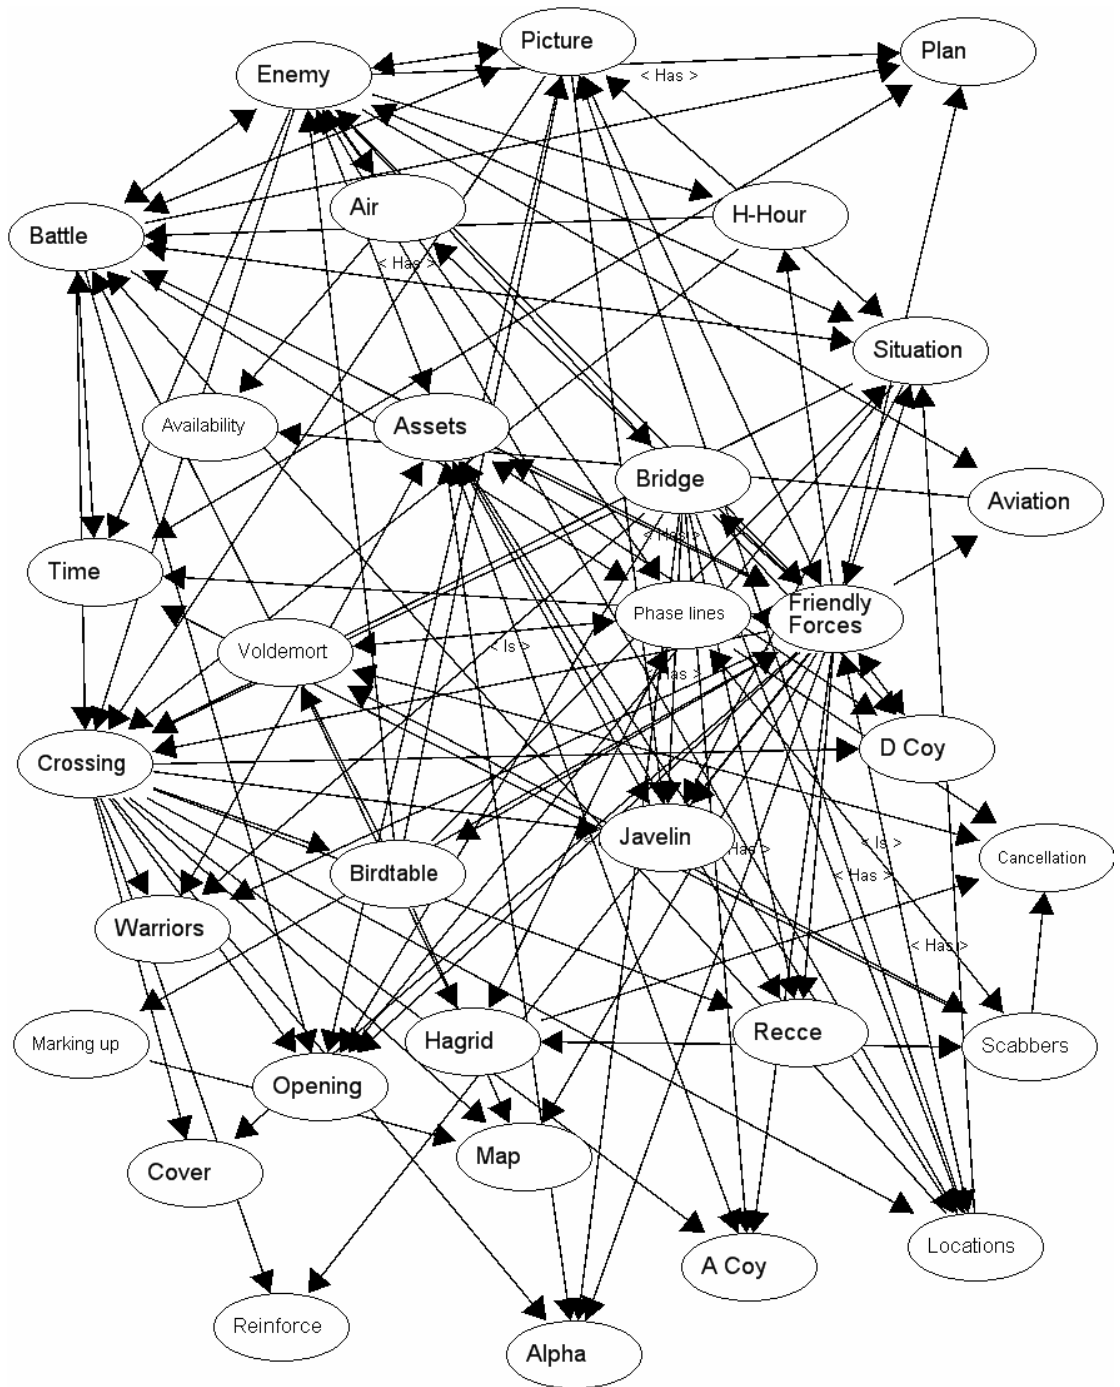 Picture
Plan
Enemy
< Has >
Air
H-Hour
Battle
< Has >
Situation
Availability
Assets
Bridge
Aviation
< Has >
Time
Phase lines
Friendly
Forces
Voldemort
< Is >
Has >
D Coy
Crossing
Javelin
< Is >
Has >
Cancellation
Birdtable
< Has >
Warriors
< Has >
Marking up
Hagrid
Recce
Scabbers
Opening
Map
Cover
Locations
A Coy
Reinforce
Alpha